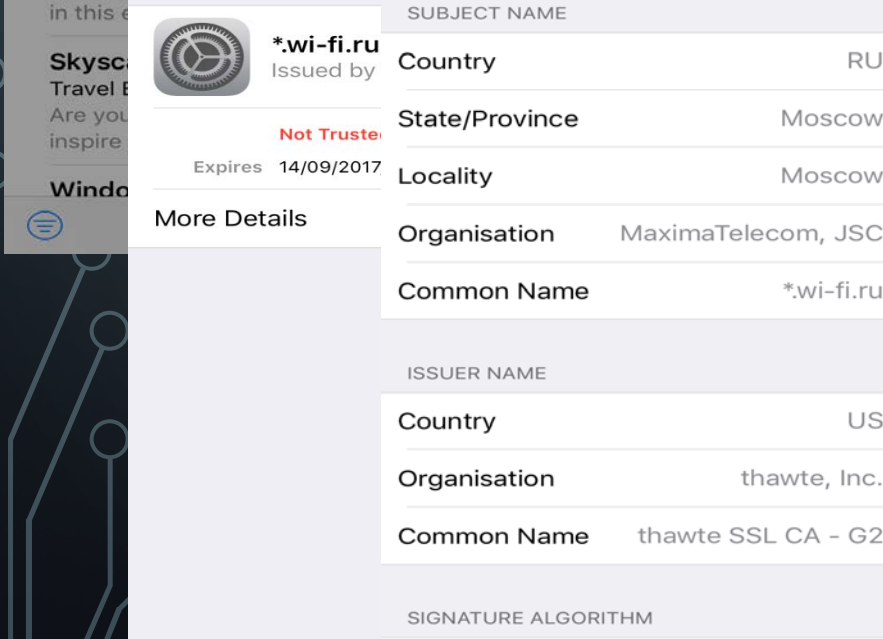 in this
Skysc
Travel
Are you
inspire
Windo
*.wi-fi.ru
Issued by
Not Truste
Expires 14/09/2017
More Details
SUBJECT NAME
Country RU
State/Province Moscow
Locality Moscow
Organisation MaximaTelecom, JSC
Common Name *.wi-fi.ru
ISSUER NAME
Country US
Organisation thawte, Inc.
Common Name thawte SSL CA - G2
SIGNATURE ALGORITHM